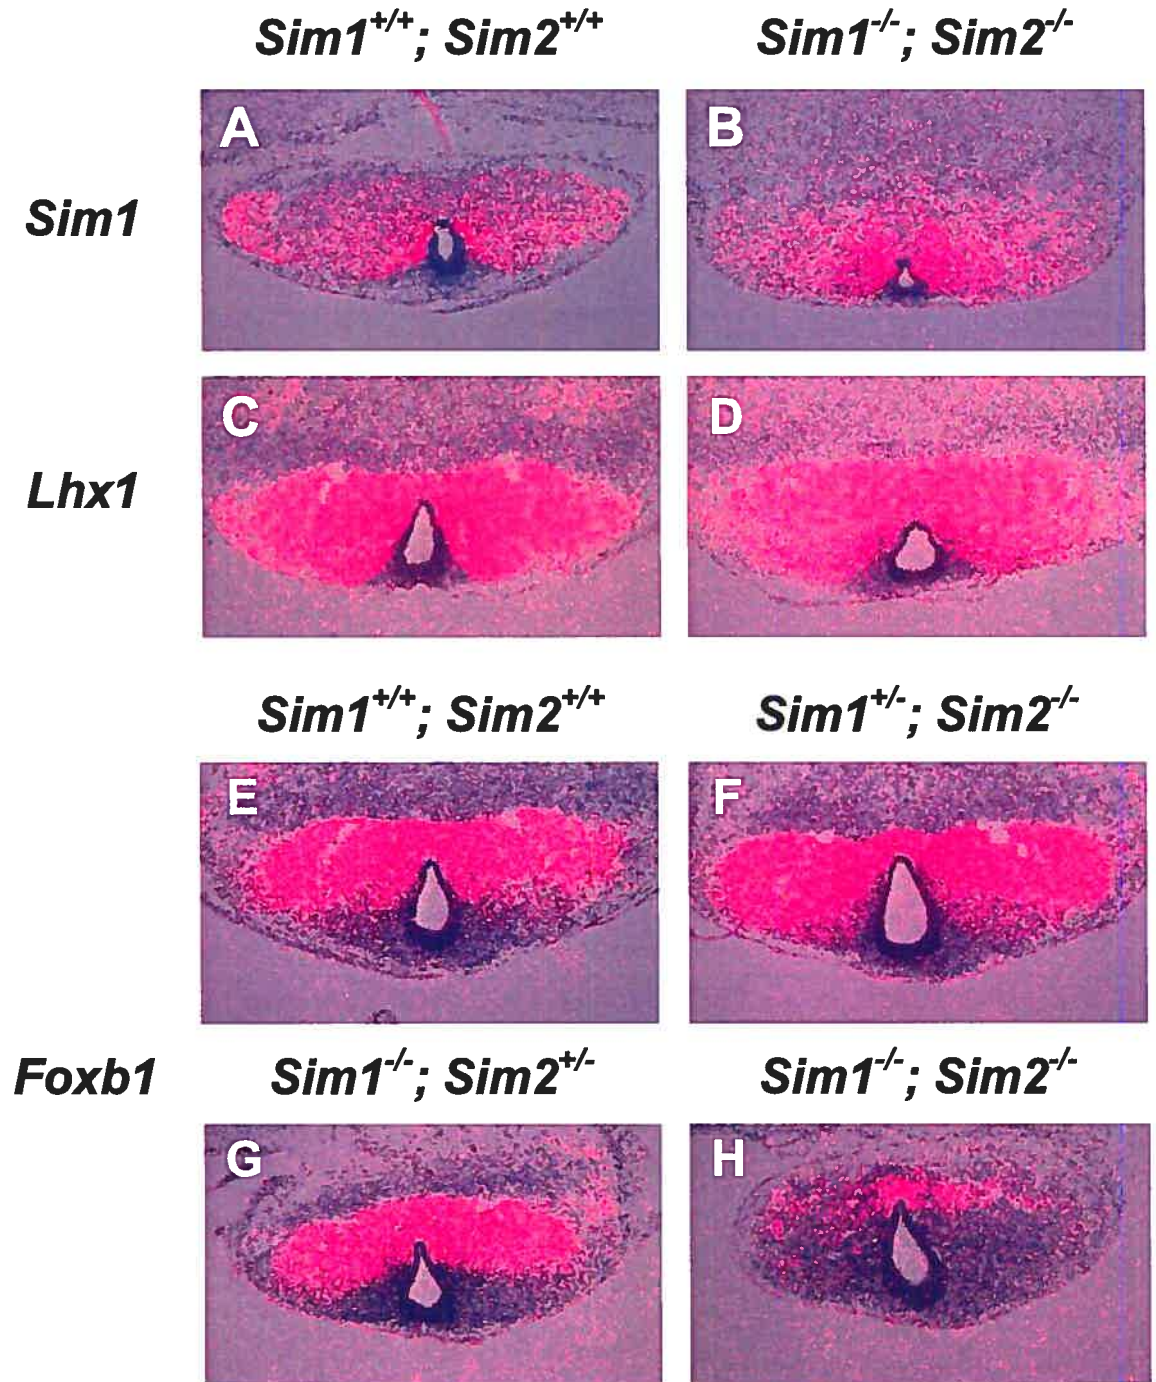 Sim1+/+; Sim2+/+ Sim1-/-; Sim2-/-
A B
Sim1
C D
Lhx1
Sim1+/+; Sim2+/+ Sim1+/-; Sim2-/-
E F
Foxb1 Sim1-/-; Sim2+/- Sim1-/-; Sim2-/-
G H